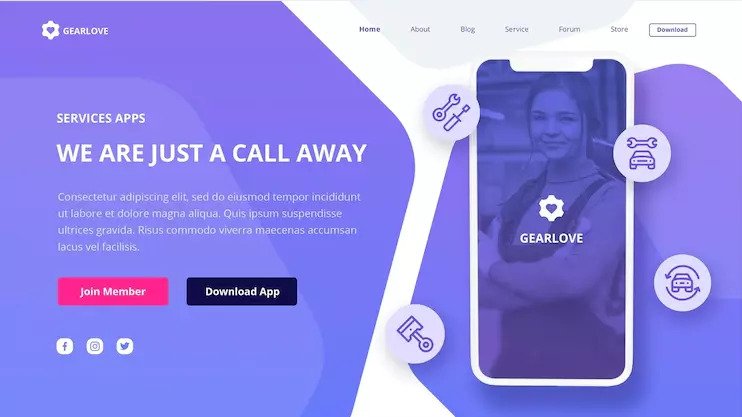 GEARLOVE
Home About Blog Service Forum Store Download
SERVICES APPS
WE ARE JUST A CALL AWAY
Consectetur adipiscing elit, sed do eiusmod tempor incididunt
ut labore et dolore magna aliqua. Quis ipsum suspendisse
ultrices gravida. Risus commodo viverra maecenas accumsan
lacus vel facilisis.
Join Member
Download App
GEARLOVE